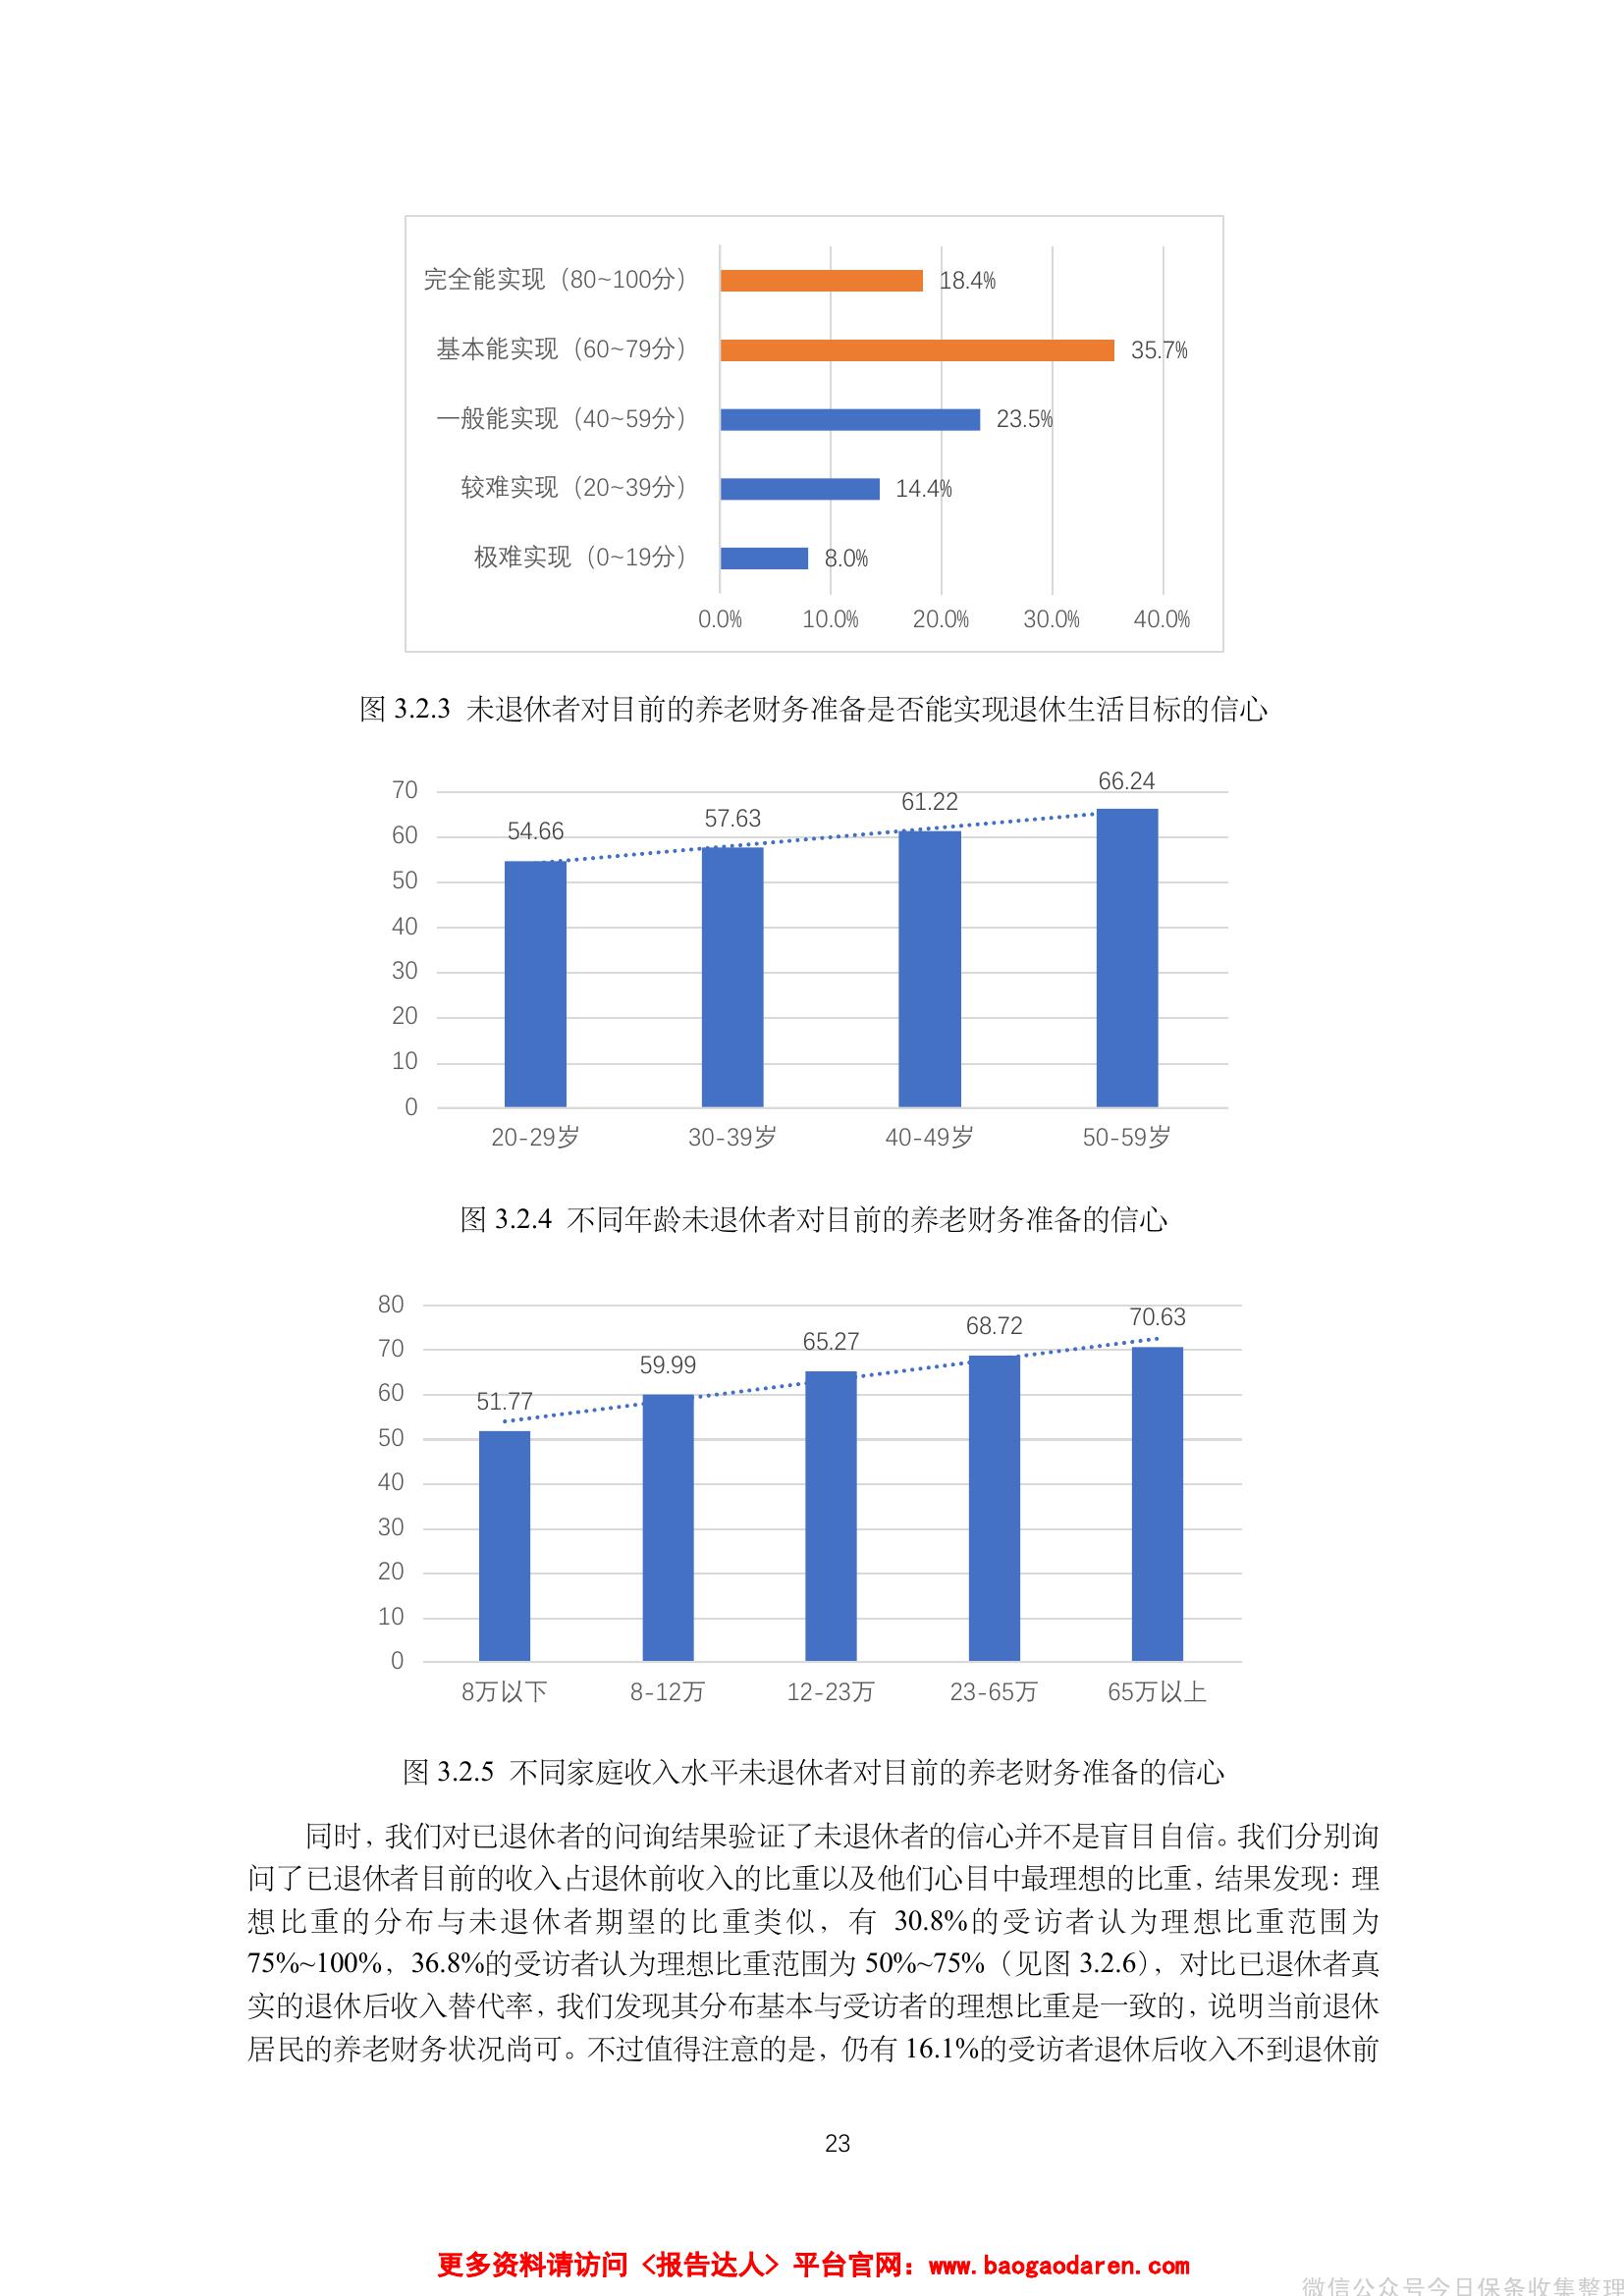 完全能实现（80~100分） 18.4%
基本能实现（60~79分） 35.7%
一般能实现（40~59分） 23.5%
较难实现（20~39分） 14.4%
极难实现（0~19分） 8.0%
0.0% 10.0% 20.0% 30.0% 40.0%
图 3.2.3 未退休者对目前的养老财务准备是否能实现退休生活目标的信心
70
60
50
40
30
20
10
0
54.66 57.63 61.22 66.24
20-29岁 30-39岁 40-49岁 50-59岁
图 3.2.4 不同年龄未退休者对目前的养老财务准备的信心
80
70
60
50
40
30
20
10
0
51.77 59.99 65.27 68.72 70.63
8万以下 8-12万 12-23万 23-65万 65万以上
图 3.2.5 不同家庭收入水平未退休者对目前的养老财务准备的信心
同时，我们对已退休者的问询结果验证了未退休者的信心并不是盲目自信。我们分别询
问了已退休者目前的收入占退休前收入的比重以及他们心目中最理想的比重，结果发现：理
想比重的分布与未退休者期望的比重类似，有 30.8%的受访者认为理想比重范围为
75%~100%，36.8%的受访者认为理想比重范围为 50%~75%（见图 3.2.6），对比已退休者真
实的退休后收入替代率，我们发现其分布基本与受访者的理想比重是一致的，说明当前退休
居民的养老财务状况尚可。不过值得注意的是，仍有 16.1%的受访者退休后收入不到退休前
23
更多资料请访问《报告达人》平台官网：www.baogaodaren.com
微信公众号今日保条收集整理